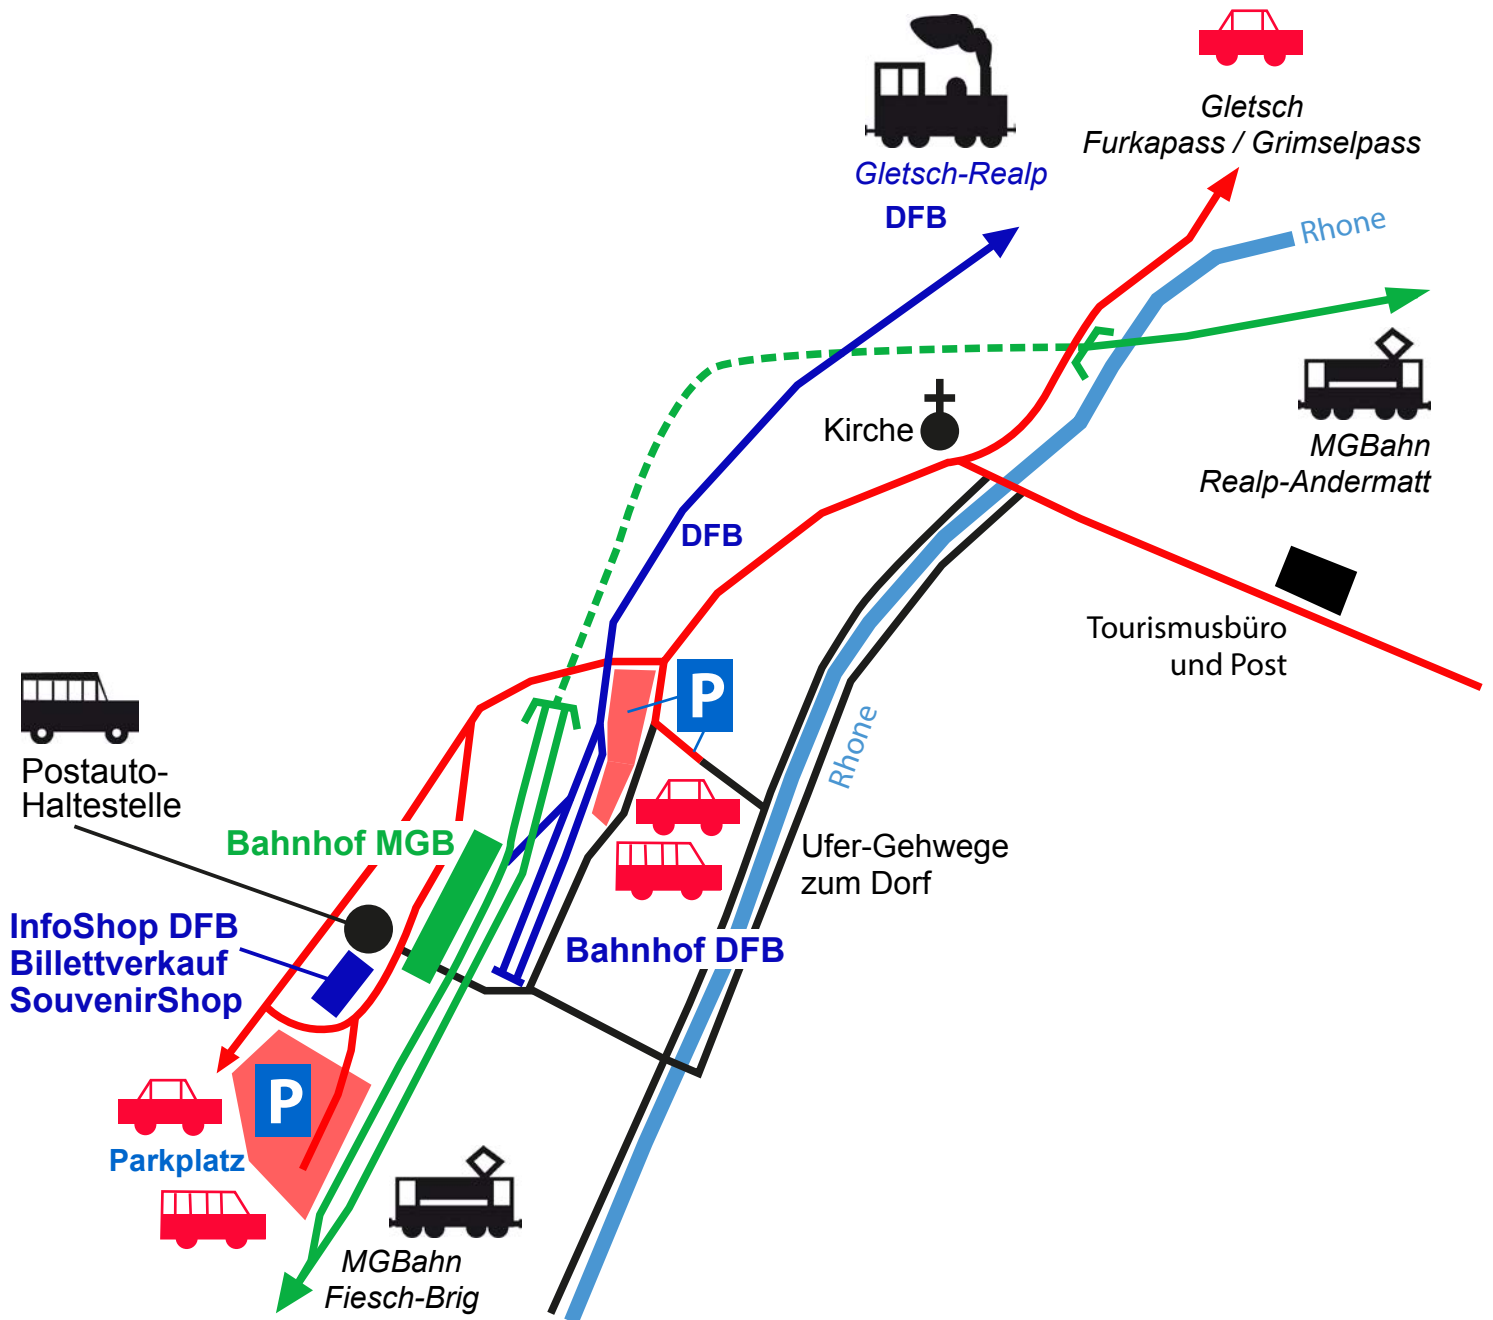 Gletsch
Furkapass / Grimselpass
Gletsch-Realp
DFB
Rhone
Kirche
MGBahn
Realp-Andermatt
DFB
Tourismusbüro
und Post
P
Rhone
Postauto-
Haltestelle
Bahnhof MGB
Ufer-Gehwege
zum Dorf
InfoShop DFB
Billettverkauf
SouvenirShop
Bahnhof DFB
P
Parkplatz
MGBahn
Fiesch-Brig